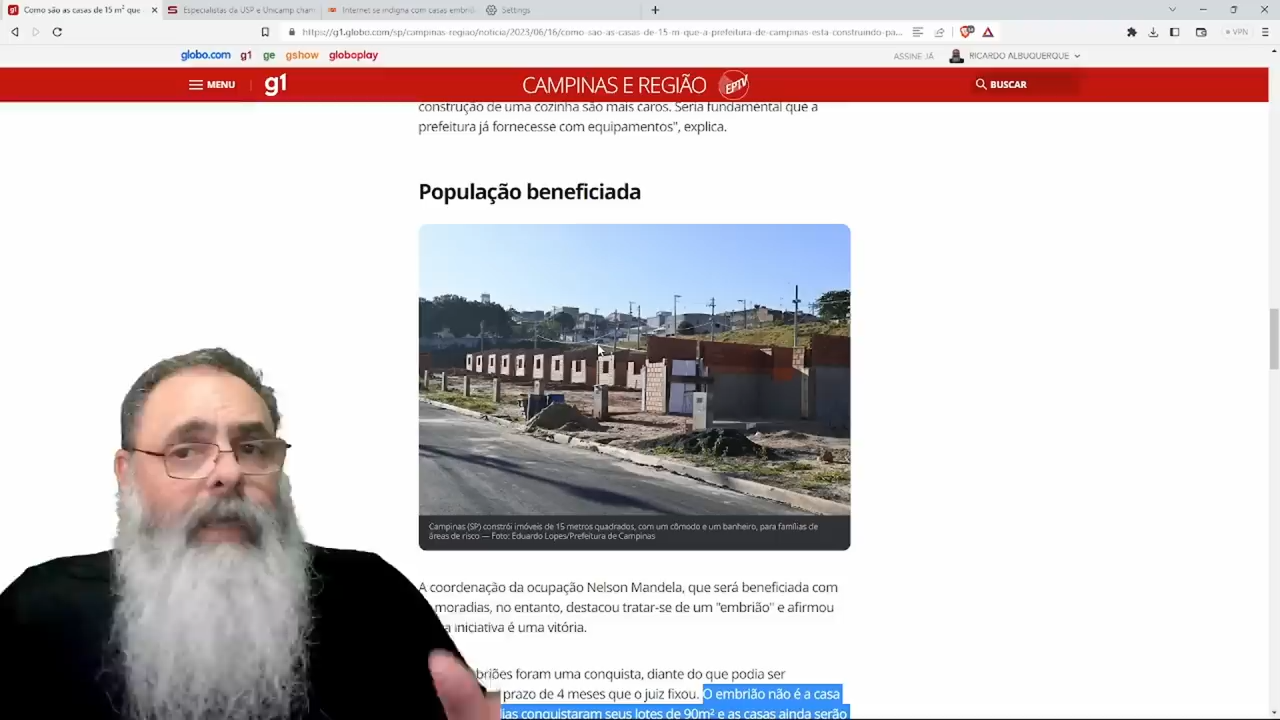 Como são as casas de 15 m² que
Especialistas da USP e Unicamp cham
Internet se indigna com casas embriã
Settings
https://g1.globo.com/sp/campinas-regiao/noticia/2023/06/16/como-sao-as-casas-de-15-m-que-a-prefeitura-de-campinas-esta-construindo-pa...
VPN
globo.com g1 ge gshow globoplay
ASSINE JÁ
RICARDO ALBUQUERQUE
MENU
g1
CAMPINAS E REGIÃO
EPTV
BUSCAR
construção de uma cozinha são mais caros. Seria fundamental que a
prefeitura já fornecesse com equipamentos", explica.
População beneficiada
Campinas (SP) constrói imóveis de 15 metros quadrados, com um cômodo e um banheiro, para famílias de
áreas de risco — Foto: Eduardo Lopes/Prefeitura de Campinas
A coordenação da ocupação Nelson Mandela, que será beneficiada com
moradias, no entanto, destacou tratar-se de um "embrião" e afirmou
a iniciativa é uma vitória.
briões foram uma conquista, diante do que podia ser
prazo de 4 meses que o juiz fixou. O embrião não é a casa
ias conquistaram seus lotes de 90m² e as casas ainda serão